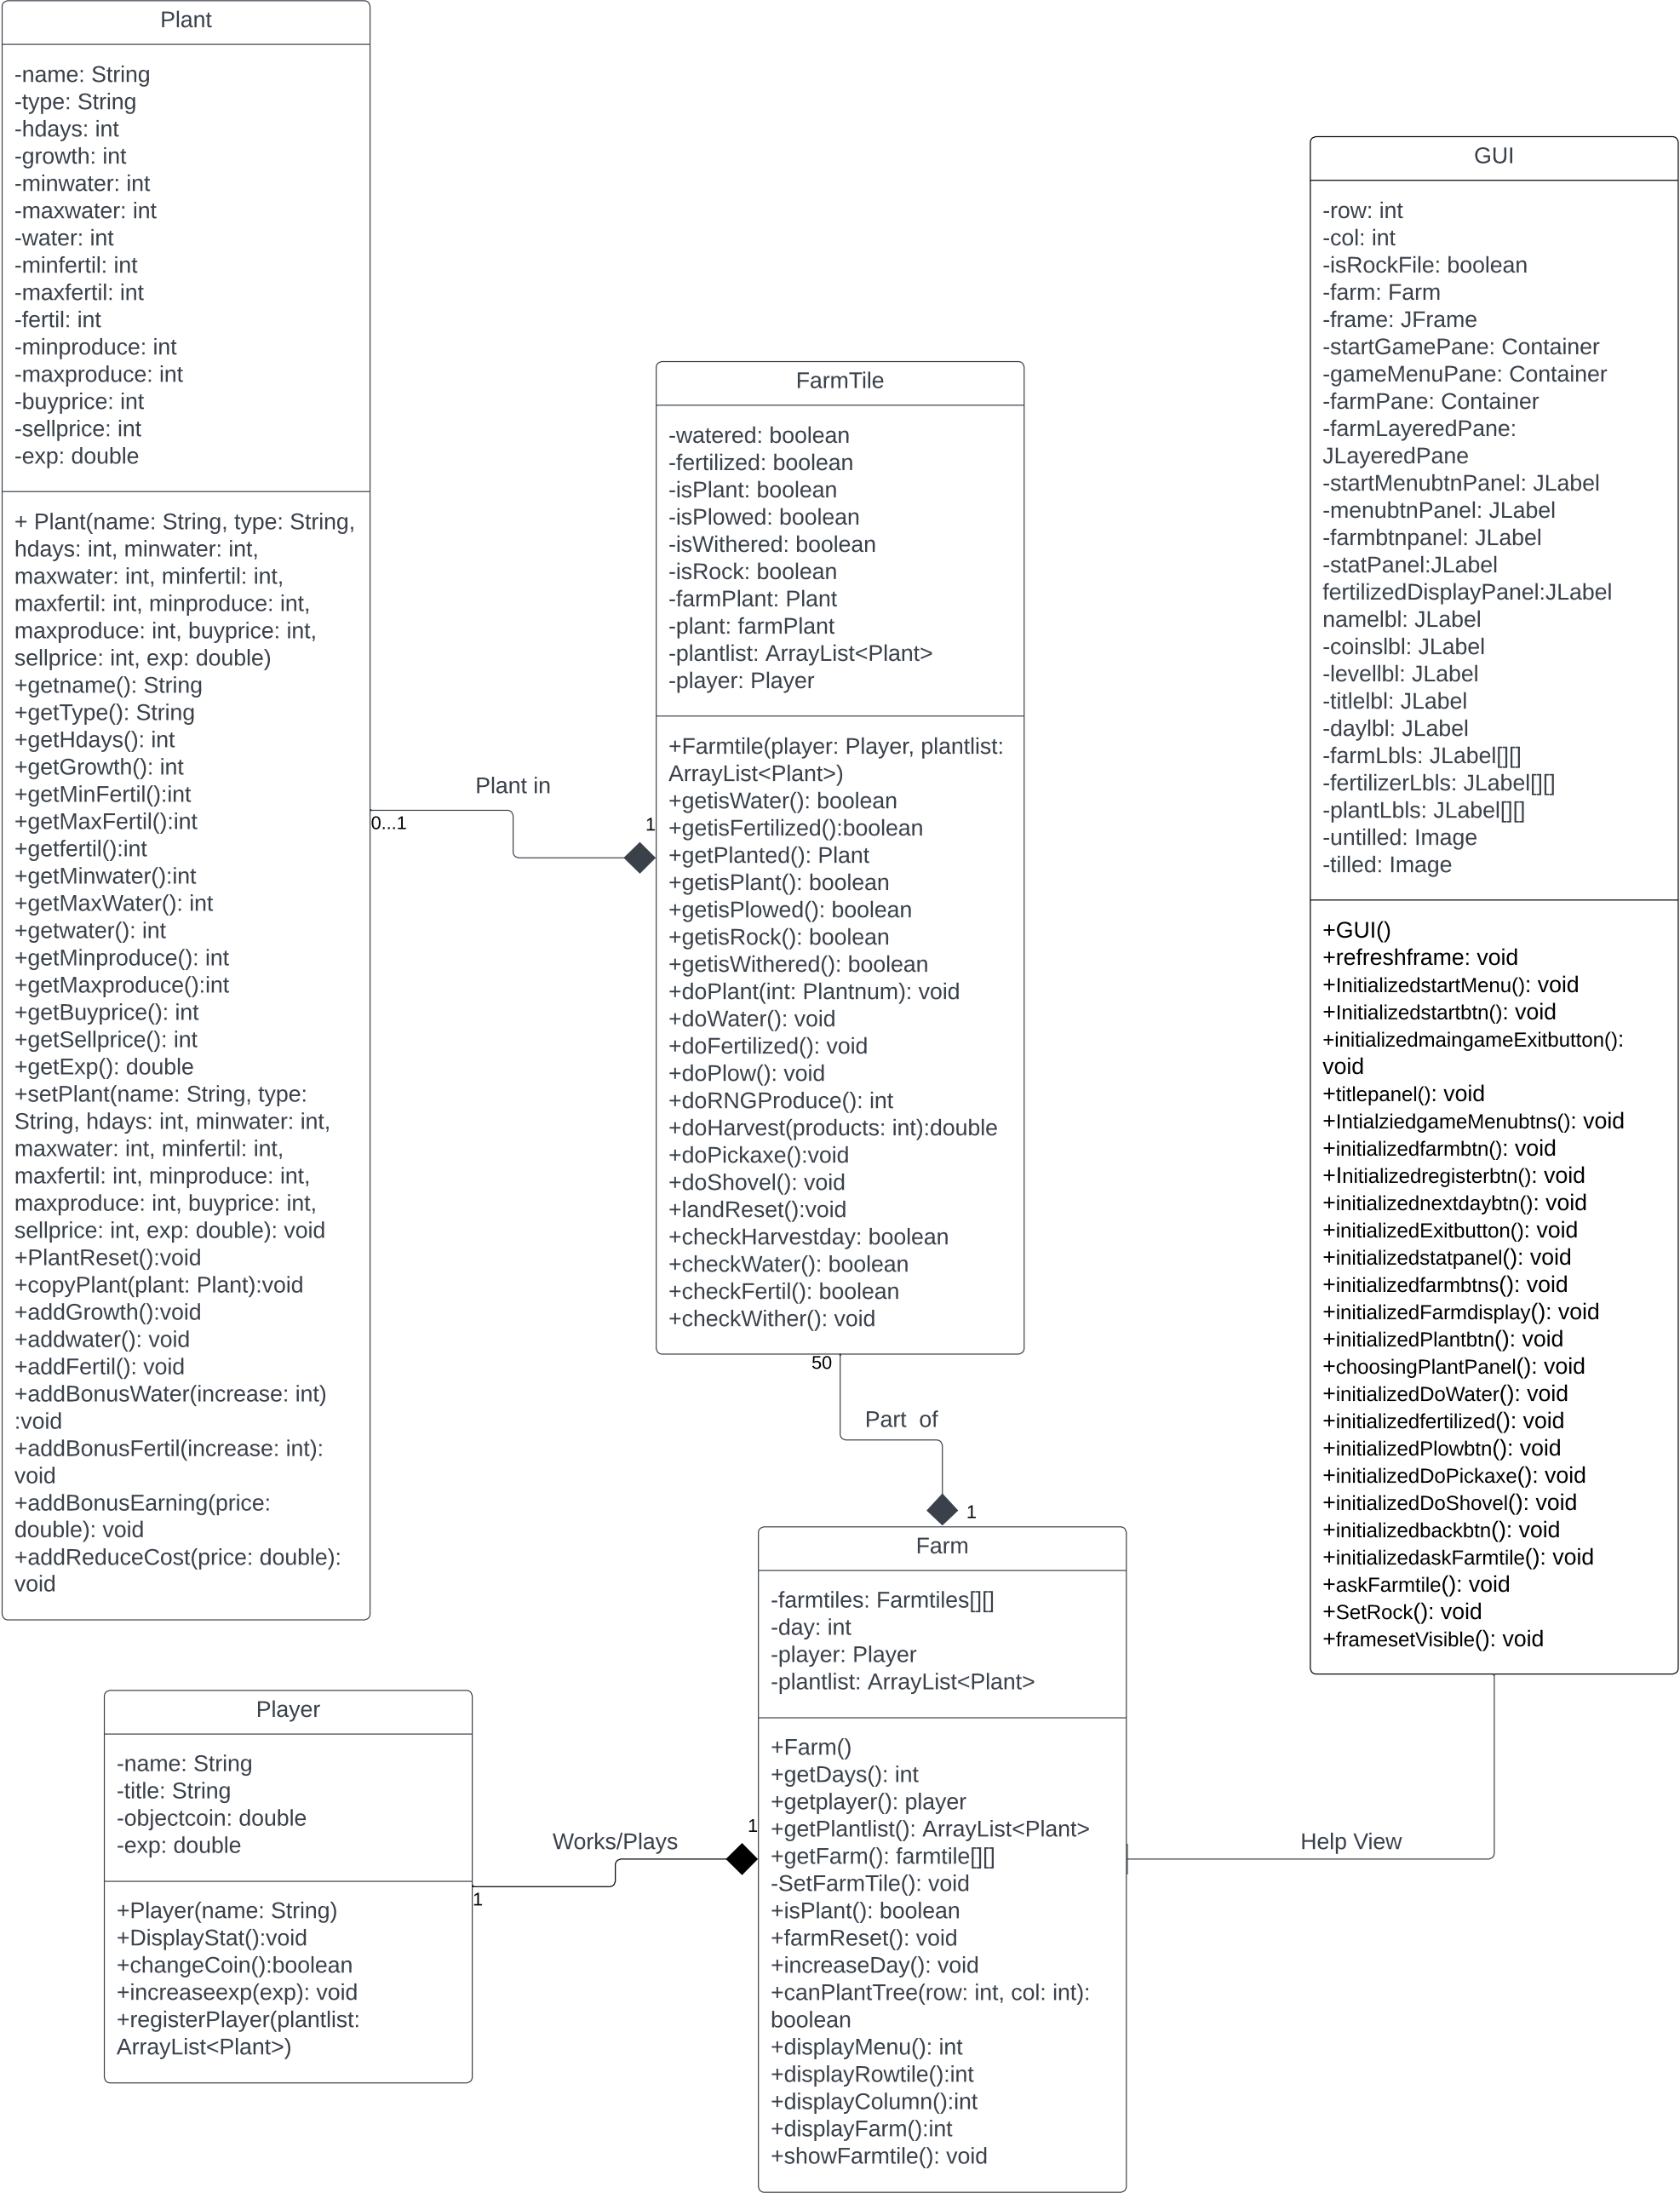 Plant
-name: String
-type: String
-hdays: int
-growth: int
-minwater: int
-maxwater: int
-water: int
-minfertil: int
-maxfertil: int
-fertil: int
-minproduce: int
-maxproduce: int
-buyprice: int
-sellprice: int
-exp: double
+ Plant(name: String, type: String,
hdays: int, minwater: int,
maxwater: int, minfertil: int,
maxfertil: int, minproduce: int,
maxproduce: int, buyprice: int,
sellprice: int, exp: double)
+getname(): String
+getType(): String
+getHdays(): int
+getGrowth(): int
+getMinFertil():int
+getMaxFertil():int
+getfertil():int
+getMinwater():int
+getMaxWater(): int
+getwater(): int
+getMinproduce(): int
+getMaxproduce():int
+getBuyprice(): int
+getSellprice(): int
+getExp(): double
+setPlant(name: String, type:
String, hdays: int, minwater: int,
maxwater: int, minfertil: int,
maxfertil: int, minproduce: int,
maxproduce: int, buyprice: int,
sellprice: int, exp: double): void
+PlantReset():void
+copyPlant(plant: Plant):void
+addGrowth():void
+addwater(): void
+addFertil(): void
+addBonusWater(increase: int)
:void
+addBonusFertil(increase: int):
void
+addBonusEarning(price:
double): void
+addReduceCost(price: double):
void
Plant in
0...1
1
FarmTile
-watered: boolean
-fertilized: boolean
-isPlant: boolean
-isPlowed: boolean
-isWithered: boolean
-isRock: boolean
-farmPlant: Plant
-plant: farmPlant
-plantlist: ArrayList<Plant>
-player: Player
+Farmtile(player: Player, plantlist:
ArrayList<Plant>)
+getisWater(): boolean
+getisFertilized():boolean
+getPlanted(): Plant
+getisPlant(): boolean
+getisPlowed(): boolean
+getisRock(): boolean
+getisWithered(): boolean
+doPlant(int: Plantnum): void
+doWater(): void
+doFertilized(): void
+doPlow(): void
+doRNGProduce(): int
+doHarvest(products: int):double
+doPickaxe():void
+doShovel(): void
+landReset():void
+checkHarvestday: boolean
+checkWater(): boolean
+checkFertil(): boolean
+checkWither(): void
50
Part of
1
GUI
-row: int
-col: int
-isRockFile: boolean
-farm: Farm
-frame: JFrame
-startGamePane: Container
-gameMenuPane: Container
-farmPane: Container
-farmLayeredPane:
JLayeredPane
-startMenubtnPanel: JLabel
-menubtnPanel: JLabel
-farmbtnpanel: JLabel
-statPanel:JLabel
fertilizedDisplayPanel:JLabel
namelbl: JLabel
-coinslbl: JLabel
-levellbl: JLabel
-titlelbl: JLabel
-daylbl: JLabel
-farmLbls: JLabel[][]
-fertilizerLbls: JLabel[][]
-plantLbls: JLabel[][]
-untilled: Image
-tilled: Image
+GUI()
+refreshframe: void
+InitializedstartMenu(): void
+Initializedstartbtn(): void
+initializedmaingameExitbutton():
void
+titlepanel(): void
+IntialziedgameMenubtns(): void
+initializedfarmbtn(): void
+Initializedregisterbtn(): void
+initializednextdaybtn(): void
+initializedExitbutton(): void
+initializedstatpanel(): void
+initializedfarmbtns(): void
+initializedFarmdisplay(): void
+initializedPlantbtn(): void
+choosingPlantPanel(): void
+initializedDoWater(): void
+initializedfertilized(): void
+initializedPlowbtn(): void
+initializedDoPickaxe(): void
+initializedDoShovel(): void
+initializedbackbtn(): void
+initializedaskFarmtile(): void
+askFarmtile(): void
+SetRock(): void
+framesetVisible(): void
Help View
Farm
-farmtiles: Farmtiles[][]
-day: int
-player: Player
-plantlist: ArrayList<Plant>
+Farm()
+getDays(): int
+getplayer(): player
+getPlantlist(): ArrayList<Plant>
+getFarm(): farmtile[][]
-SetFarmTile(): void
+isPlant(): boolean
+farmReset(): void
+increaseDay(): void
+canPlantTree(row: int, col: int):
boolean
+displayMenu(): int
+displayRowtile():int
+displayColumn():int
+displayFarm():int
+showFarmtile(): void
1
Works/Plays
1
Player
-name: String
-title: String
-objectcoin: double
-exp: double
+Player(name: String)
+DisplayStat():void
+changeCoin():boolean
+increaseexp(exp): void
+registerPlayer(plantlist:
ArrayList<Plant>)